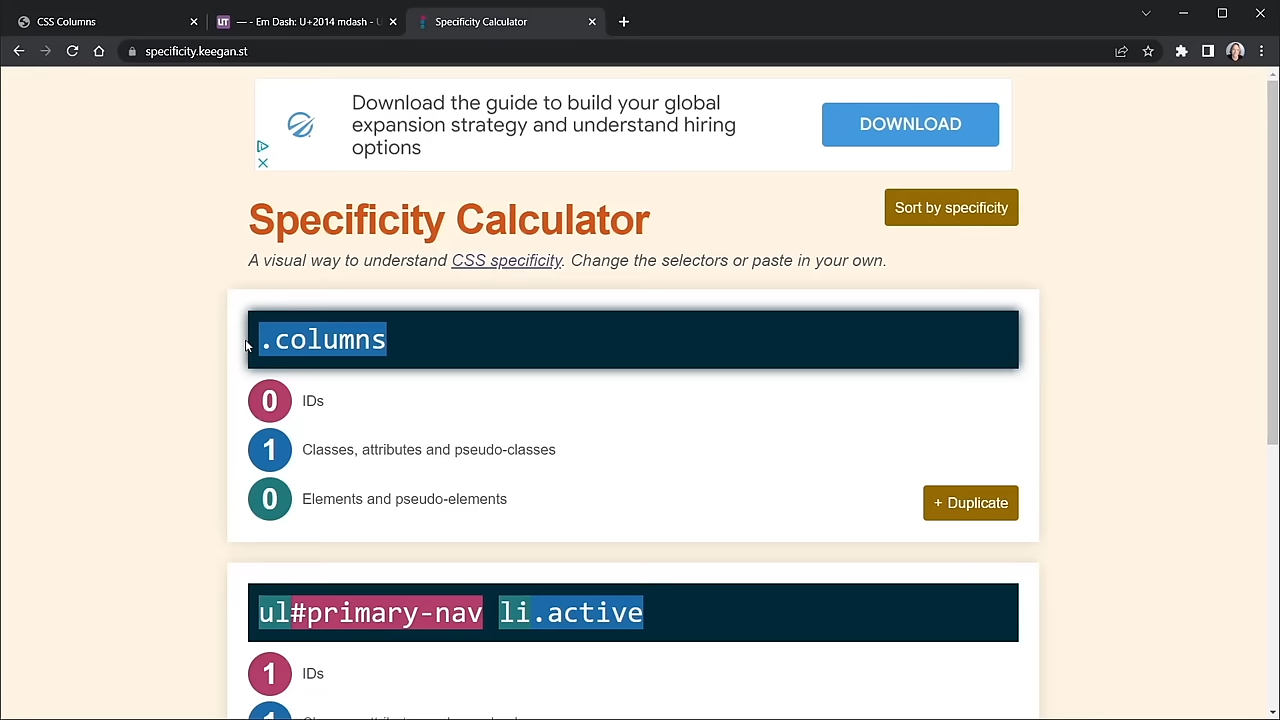 CSS Columns
— - Em Dash: U+2014 mdash - U
Specificity Calculator
specificity.keegan.st
Download the guide to build your global
expansion strategy and understand hiring
options
DOWNLOAD
Specificity Calculator
Sort by specificity
A visual way to understand CSS specificity. Change the selectors or paste in your own.
.columns
0 IDs
1 Classes, attributes and pseudo-classes
0 Elements and pseudo-elements
+ Duplicate
ul#primary-nav li.active
1 IDs